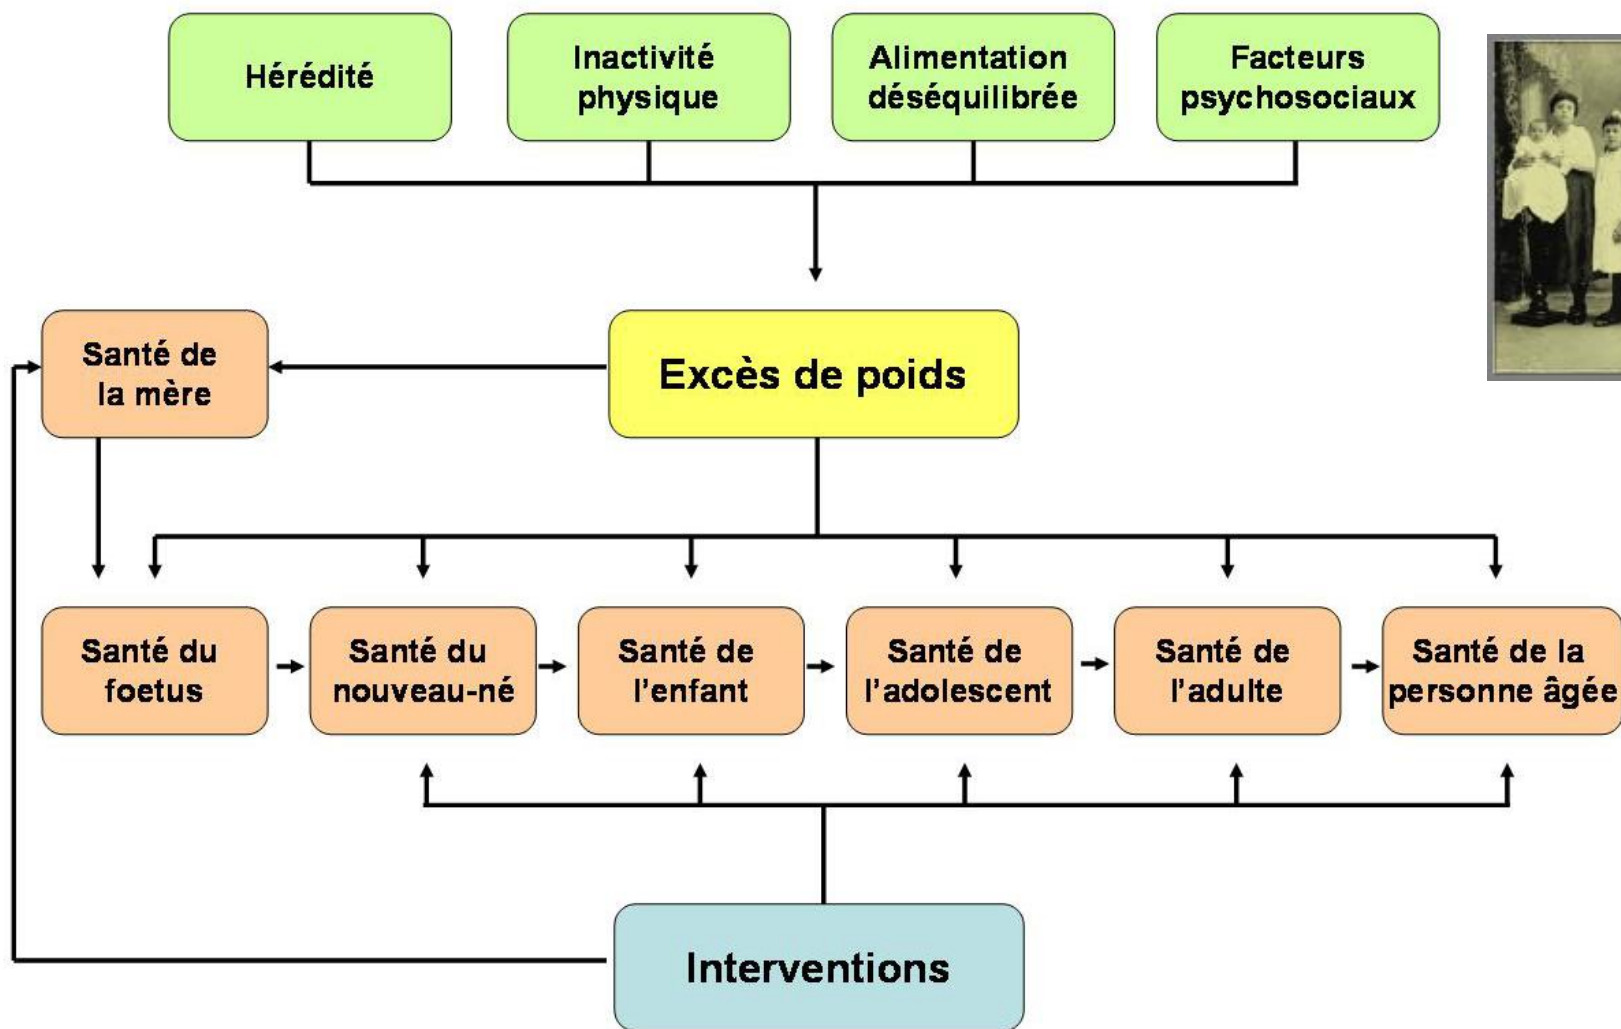 Hérédité
Inactivité
physique
Alimentation
déséquilibrée
Facteurs
psychosociaux
Santé de
la mère
Excès de poids
Santé du
foetus
Santé du
nouveau-né
Santé de
l'enfant
Santé de
l'adolescent
Santé de
l'adulte
Santé de la
personne âgée
Interventions